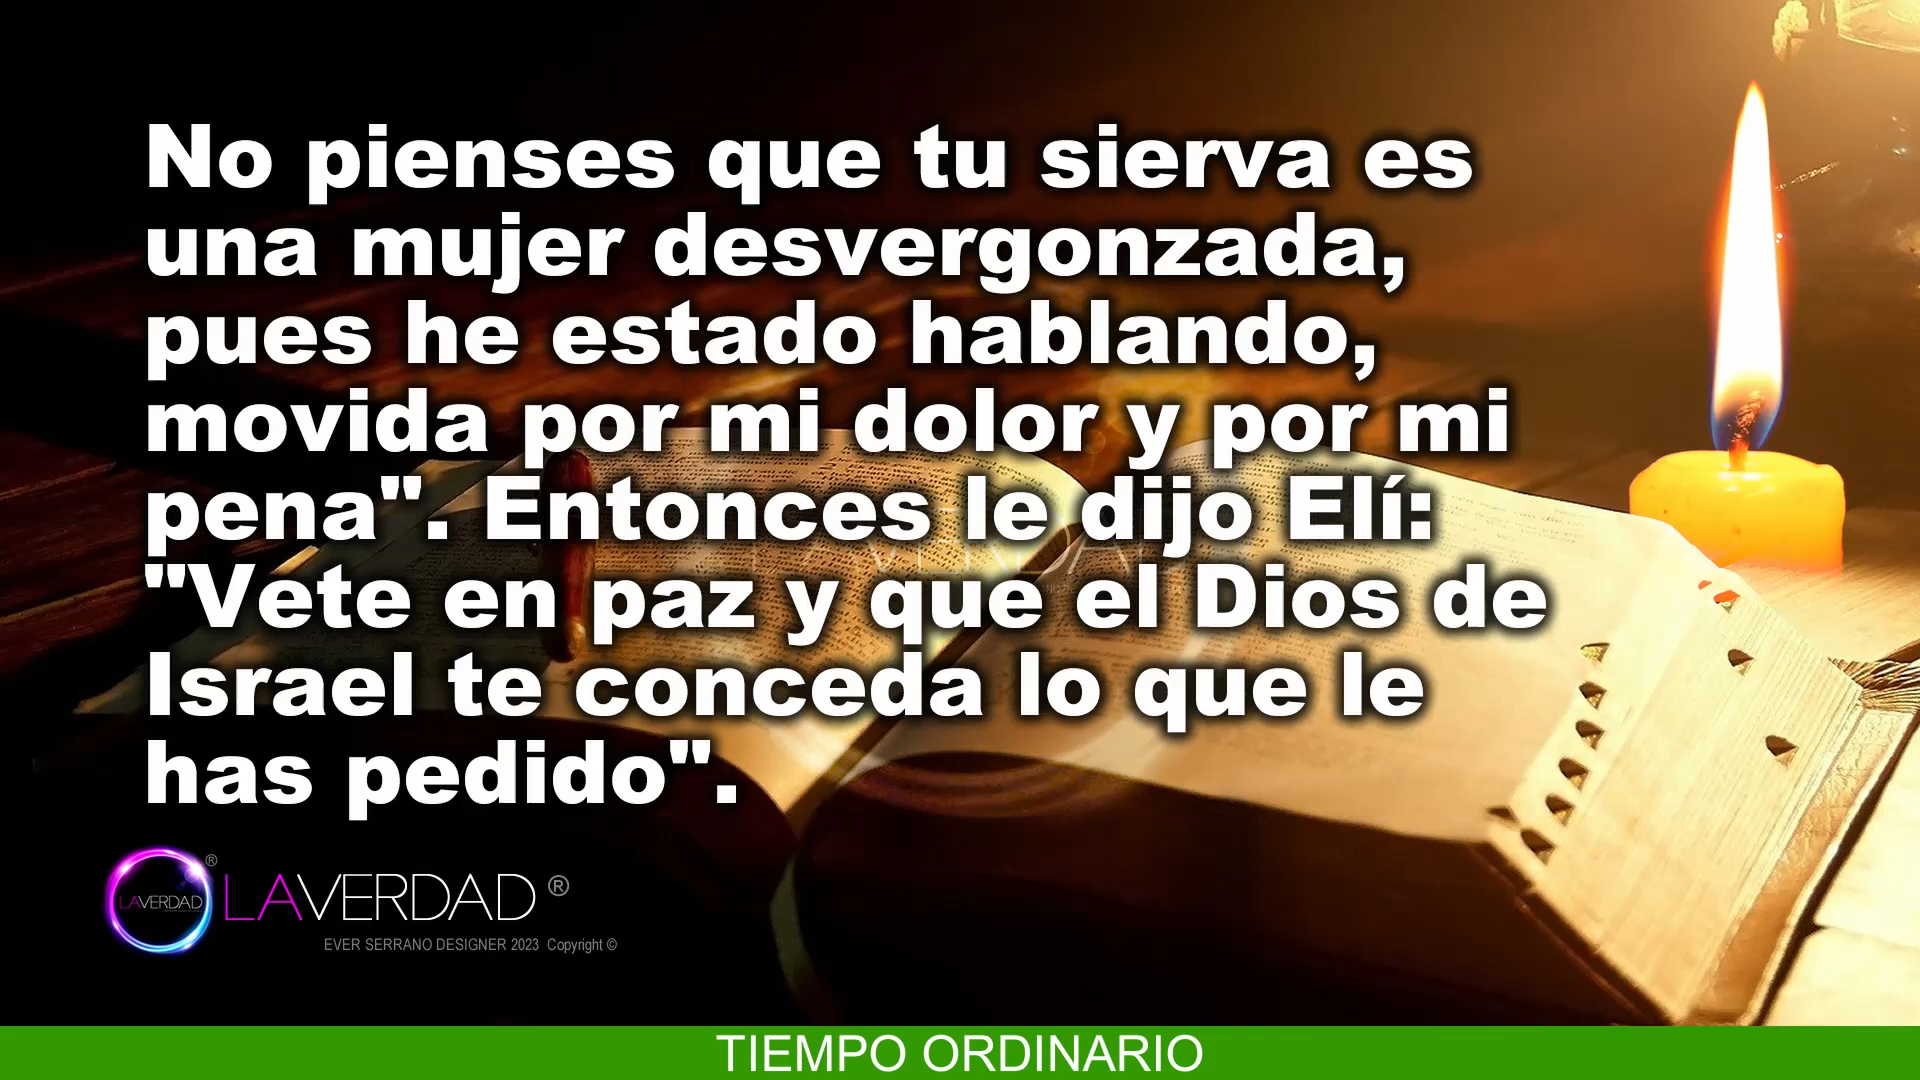 No pienses que tu sierva es
una mujer desvergonzada,
pues he estado hablando,
movida por mi dolor y por mi
pena". Entonces le dijo Elí:
"Vete en paz y que el Dios de
Israel te conceda lo que le
has pedido".
LAVERDAD ®
LAVERDAD ®
EVER SERRANO DESIGNER 2023 Copyright ©
TIEMPO ORDINARIO